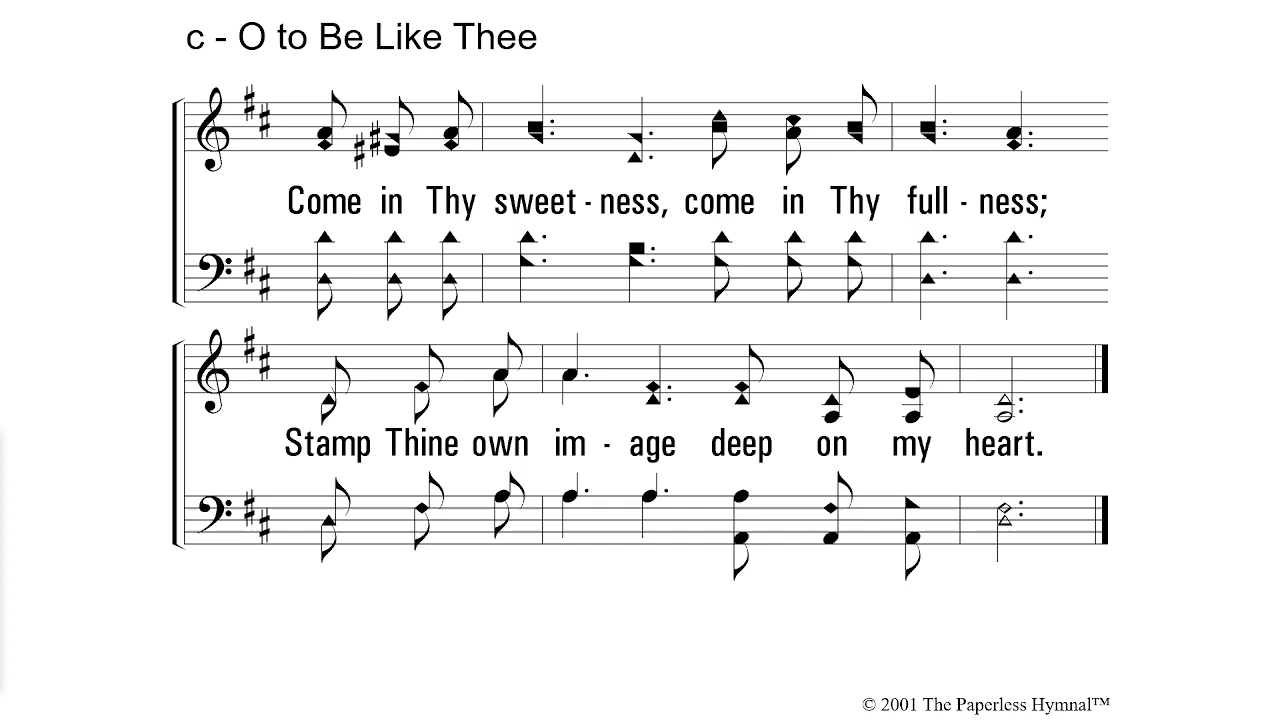 c - O to Be Like Thee
Come in Thy sweet - ness, come in Thy full - ness;
Stamp Thine own im - age deep on my heart.
© 2001 The Paperless Hymnal™